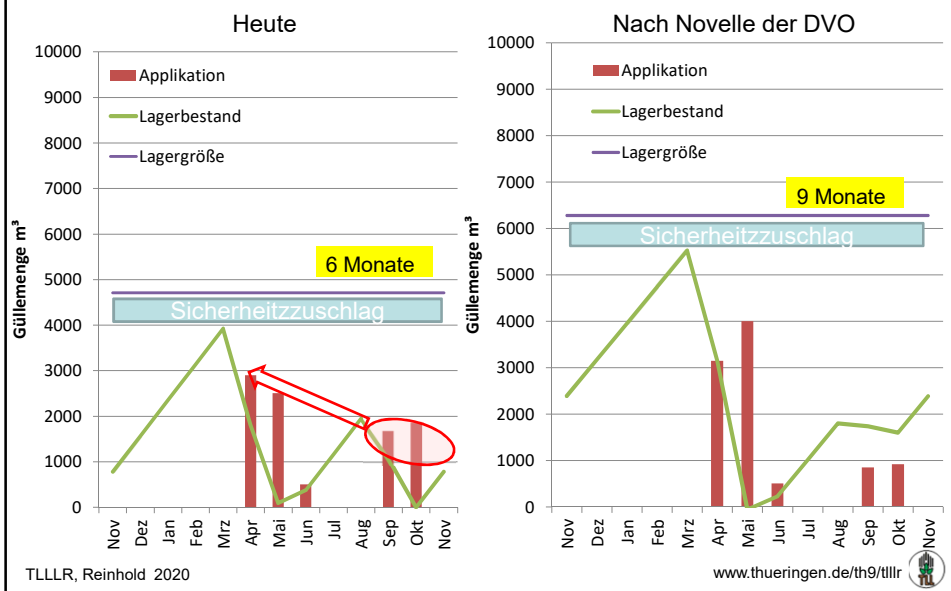 Heute
10000
9000
8000
7000
6000
5000
4000
3000
2000
1000
0
Güllemenge m³
Applikation
Lagerbestand
Lagergröße
6 Monate
Sicherheitzzuschlag
Nov
Dez
Jan
Feb
Mrz
Apr
Mai
Jun
Jul
Aug
Sep
Okt
Nov
TLLLR, Reinhold 2020
Nach Novelle der DVO
10000
9000
8000
7000
6000
5000
4000
3000
2000
1000
0
Güllemenge m³
Applikation
Lagerbestand
Lagergröße
9 Monate
Sicherheitzzuschlag
Nov
Dez
Jan
Feb
Mrz
Apr
Mai
Jun
Jul
Aug
Sep
Okt
Nov
www.thueringen.de/th9/tlllr
TLL